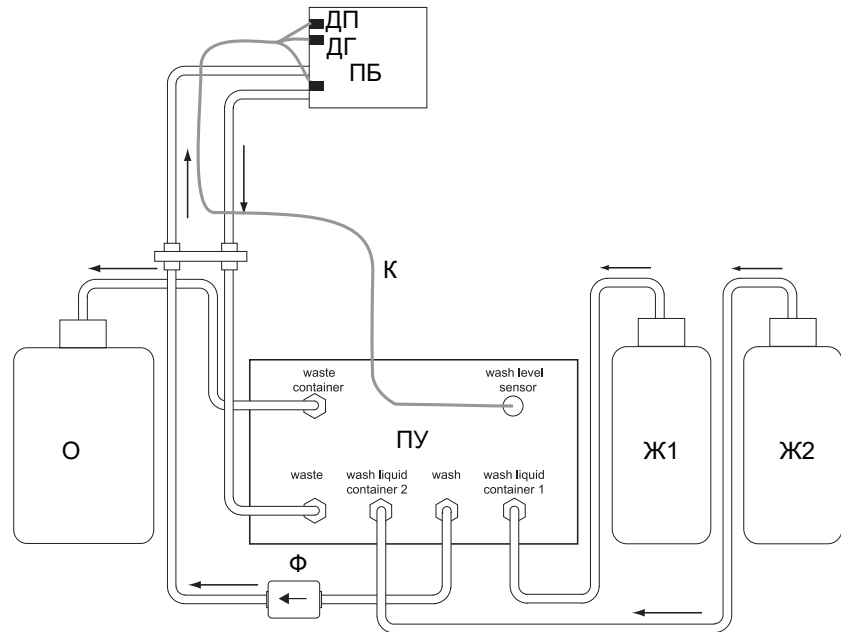 ДП
ДГ
ПБ
К
waste
container
wash level
sensor
О
ПУ
Ж1
Ж2
waste
wash liquid
container 2
wash
wash liquid
container 1
Ф